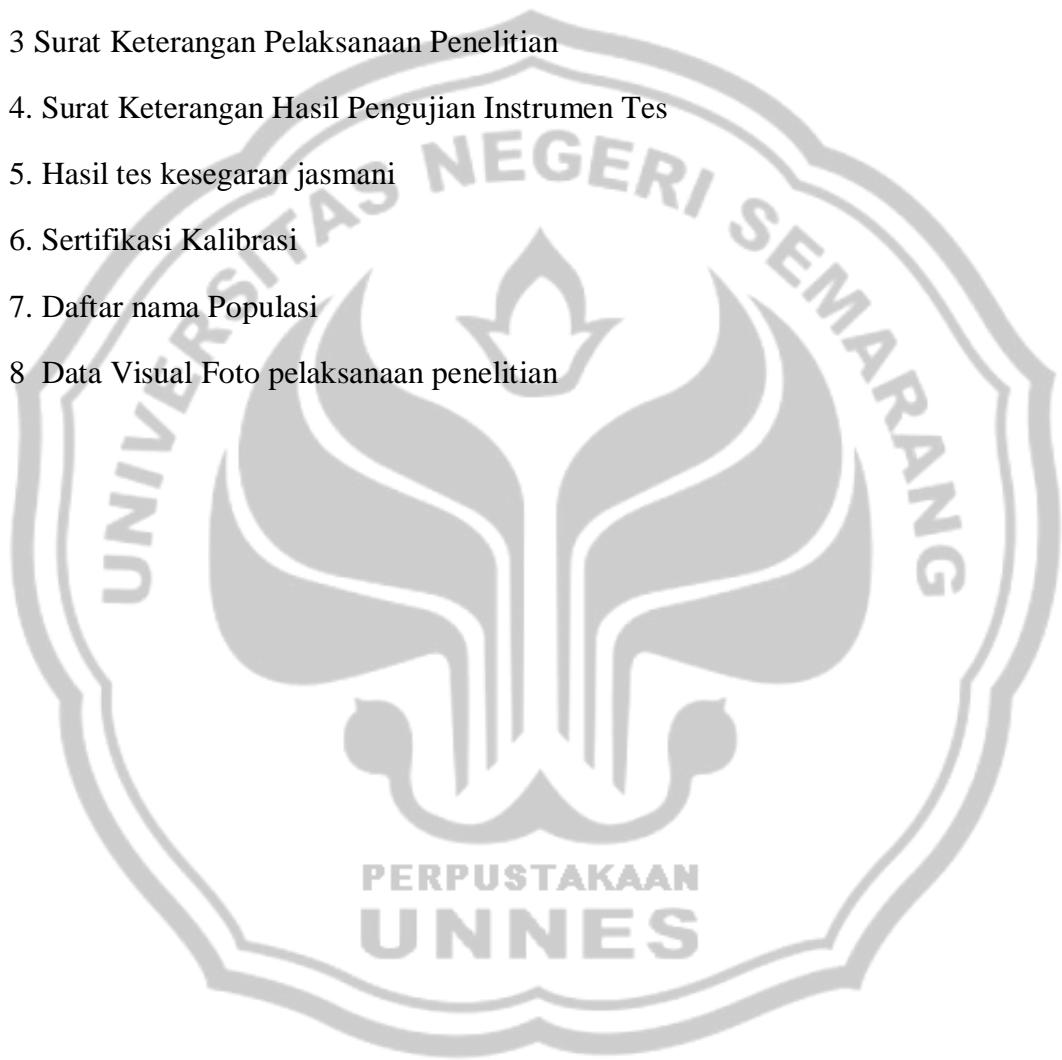 3 Surat Keterangan Pelaksanaan Penelitian
4. Surat Keterangan Hasil Pengujian Instrumen Tes
5. Hasil tes kesegaran jasmani
6. Sertifikasi Kalibrasi
7. Daftar nama Populasi
8  Data Visual Foto pelaksanaan penelitian
UNIVERSITAS NEGERI SEMARANG
PERPUSTAKAAN
UNNES